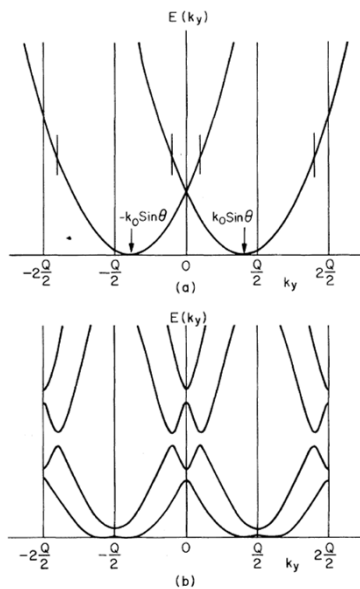 E(ky)
-k₀Sinθ
k₀Sinθ
-2Q/2
-Q/2
0
Q/2
ky
2Q/2
(a)
E(ky)
-2Q/2
-Q/2
0
Q/2
ky
2Q/2
(b)